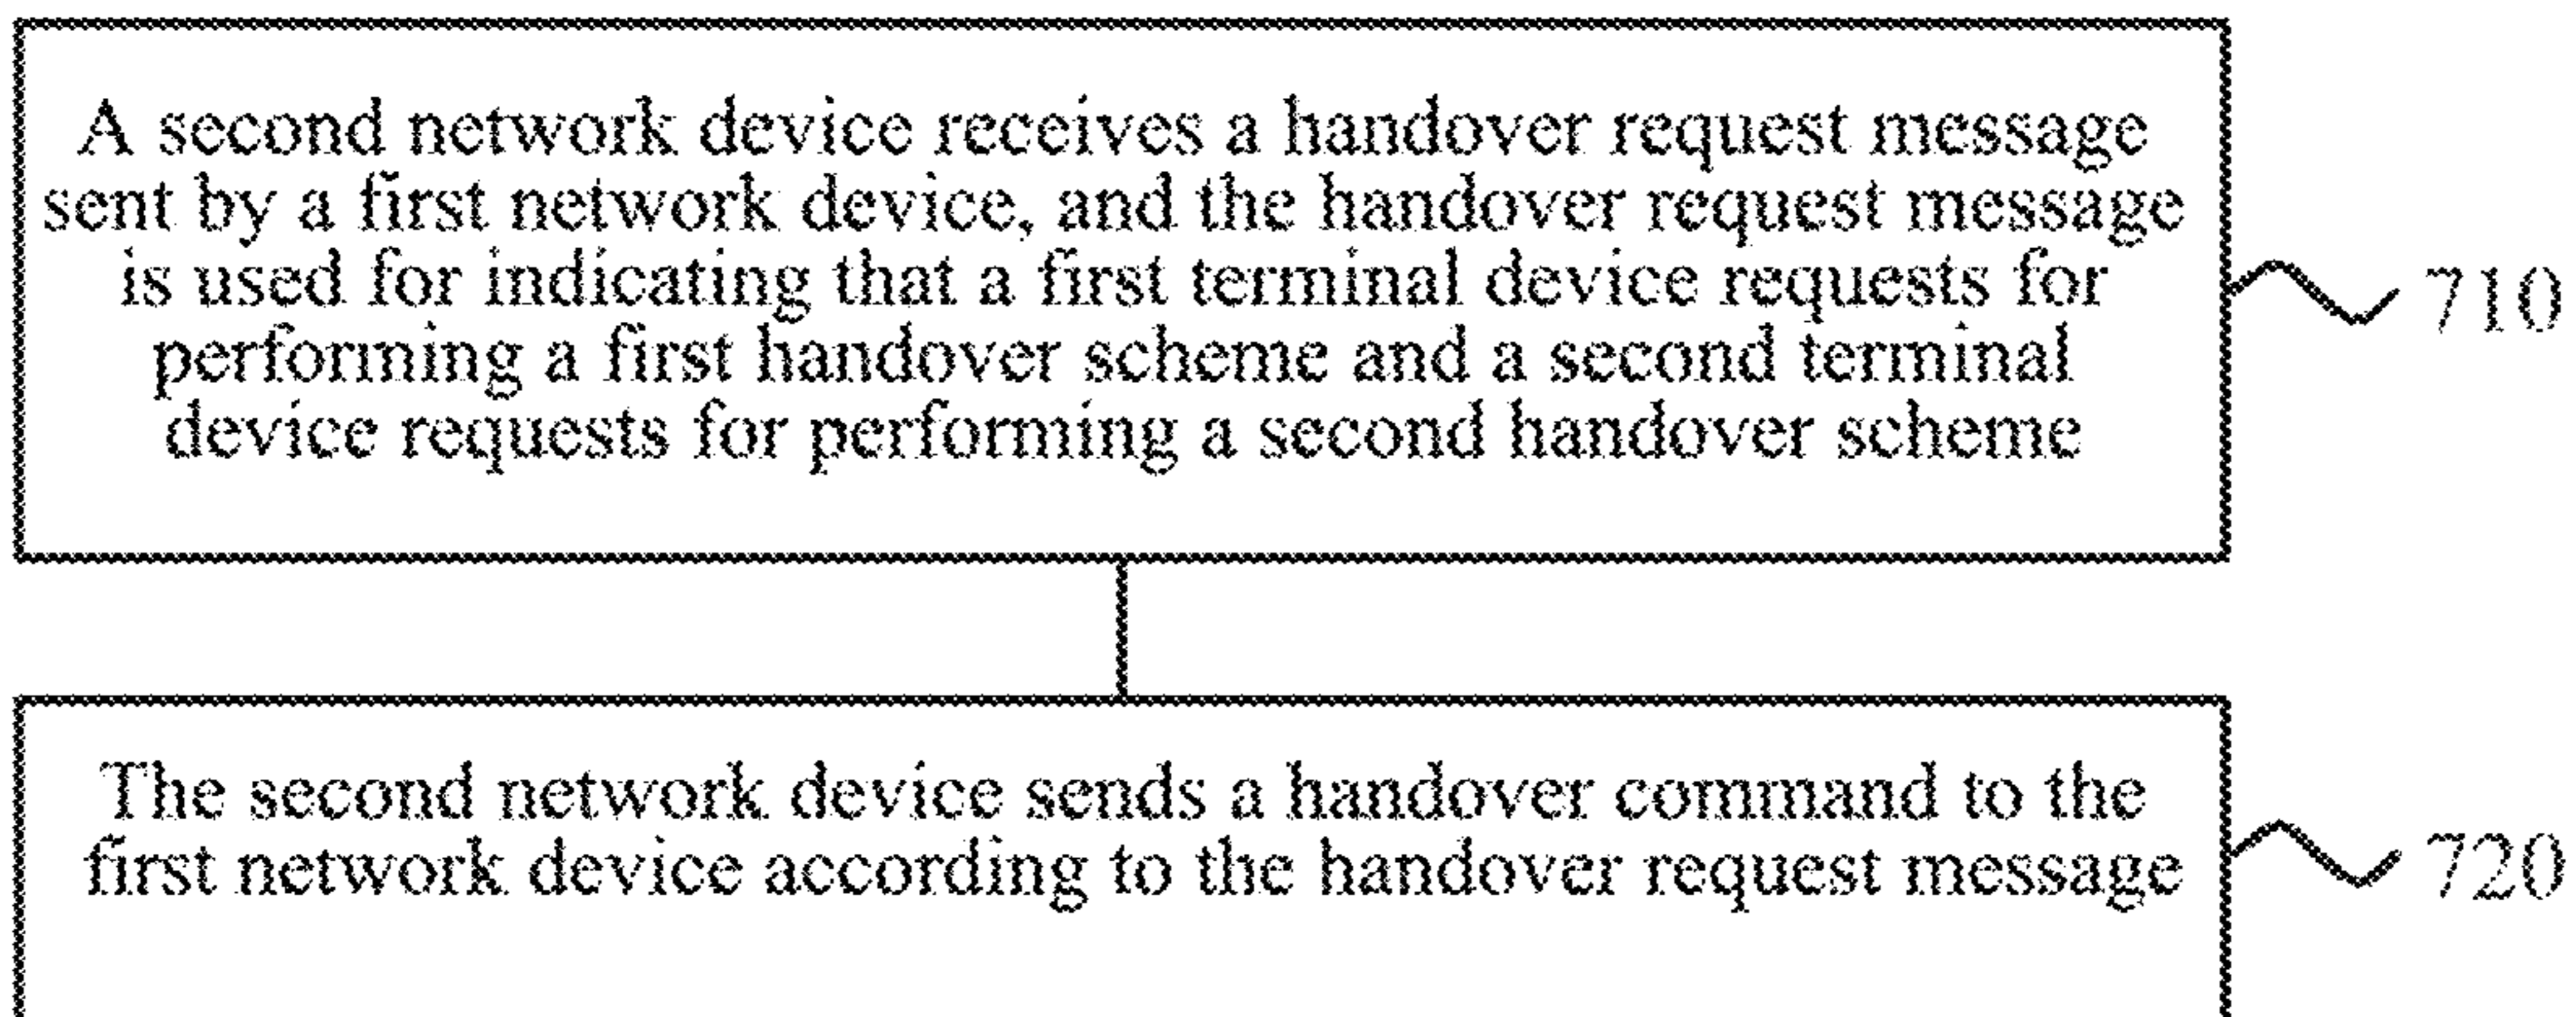 A second network device receives a handover request message
sent by a first network device, and the handover request message
is used for indicating that a first terminal device requests for
performing a first handover scheme and a second terminal
device requests for performing a second handover scheme
710
The second network device sends a handover command to the
first network device according to the handover request message
720